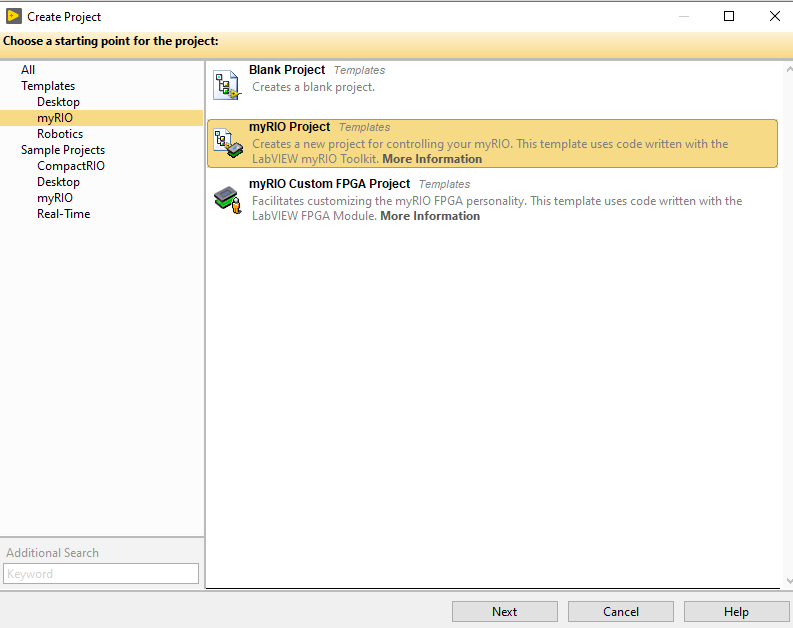 Create Project
Choose a starting point for the project:
All
Templates
Desktop
myRIO
Robotics
Sample Projects
CompactRIO
Desktop
myRIO
Real-Time
Additional Search
Keyword
Blank Project Templates
Creates a blank project.
myRIO Project Templates
Creates a new project for controlling your myRIO. This template uses code written with the
LabVIEW myRIO Toolkit. More Information
myRIO Custom FPGA Project Templates
Facilitates customizing the myRIO FPGA personality. This template uses code written with the
LabVIEW FPGA Module. More Information
Next Cancel Help